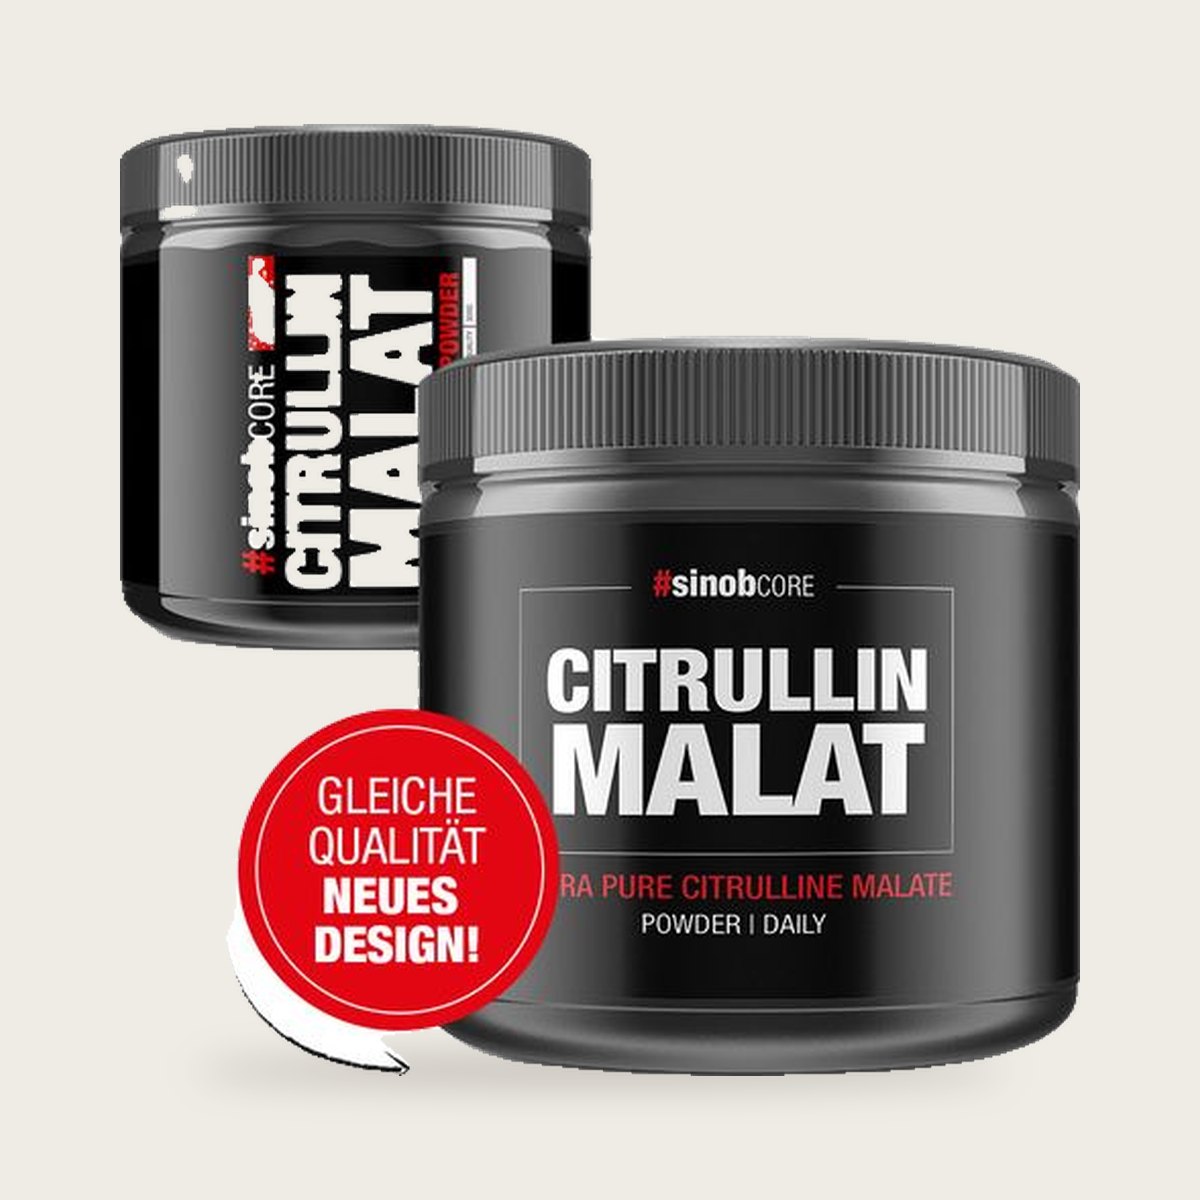 #sinobCORE
CITRULLIN
MALAT
POWDER
#sinobCORE
CITRULLIN
MALAT
RA PURE CITRULLINE MALATE
POWDER | DAILY
GLEICHE
QUALITÄT
NEUES
DESIGN!